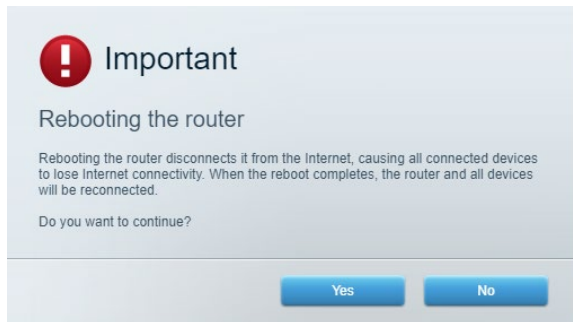 Important
Rebooting the router
Rebooting the router disconnects it from the Internet, causing all connected devices
to lose Internet connectivity. When the reboot completes, the router and all devices
will be reconnected.
Do you want to continue?
Yes
No